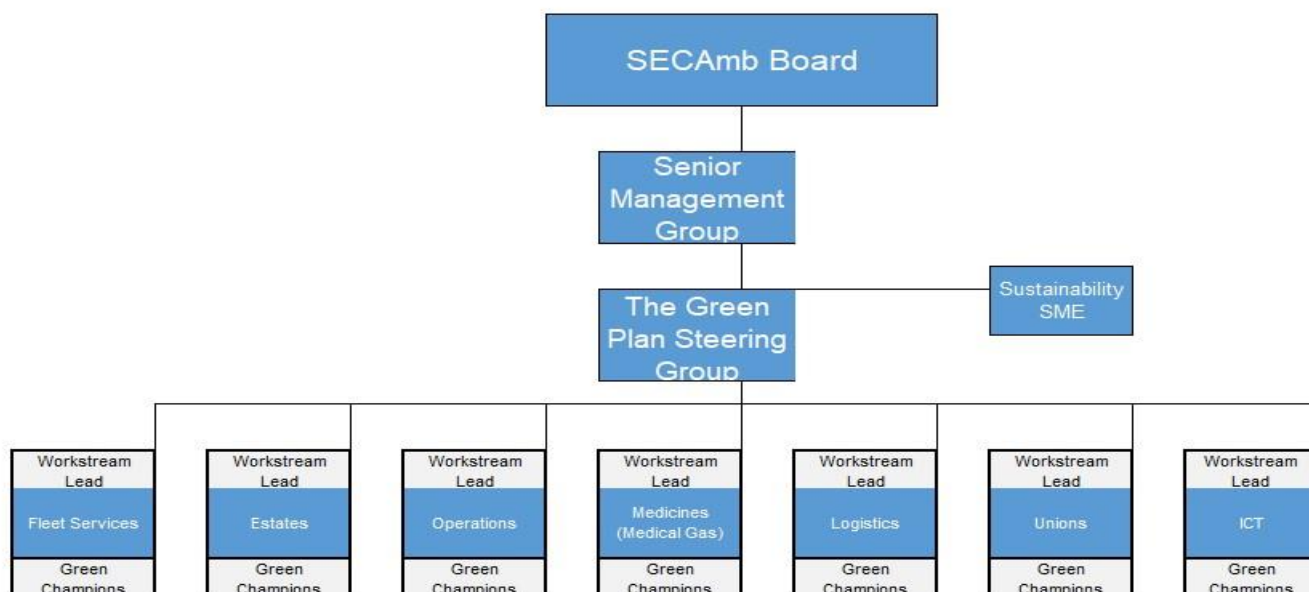 SECAmb Board
Senior
Management
Group
Sustainability
SME
The Green
Plan Steering
Group
Workstream
Lead
Fleet Services
Green
Champions
Workstream
Lead
Estates
Green
Champions
Workstream
Lead
Operations
Green
Champions
Workstream
Lead
Medicines
(Medical Gas)
Green
Champions
Workstream
Lead
Logistics
Green
Champions
Workstream
Lead
Unions
Green
Champions
Workstream
Lead
ICT
Green
Champions